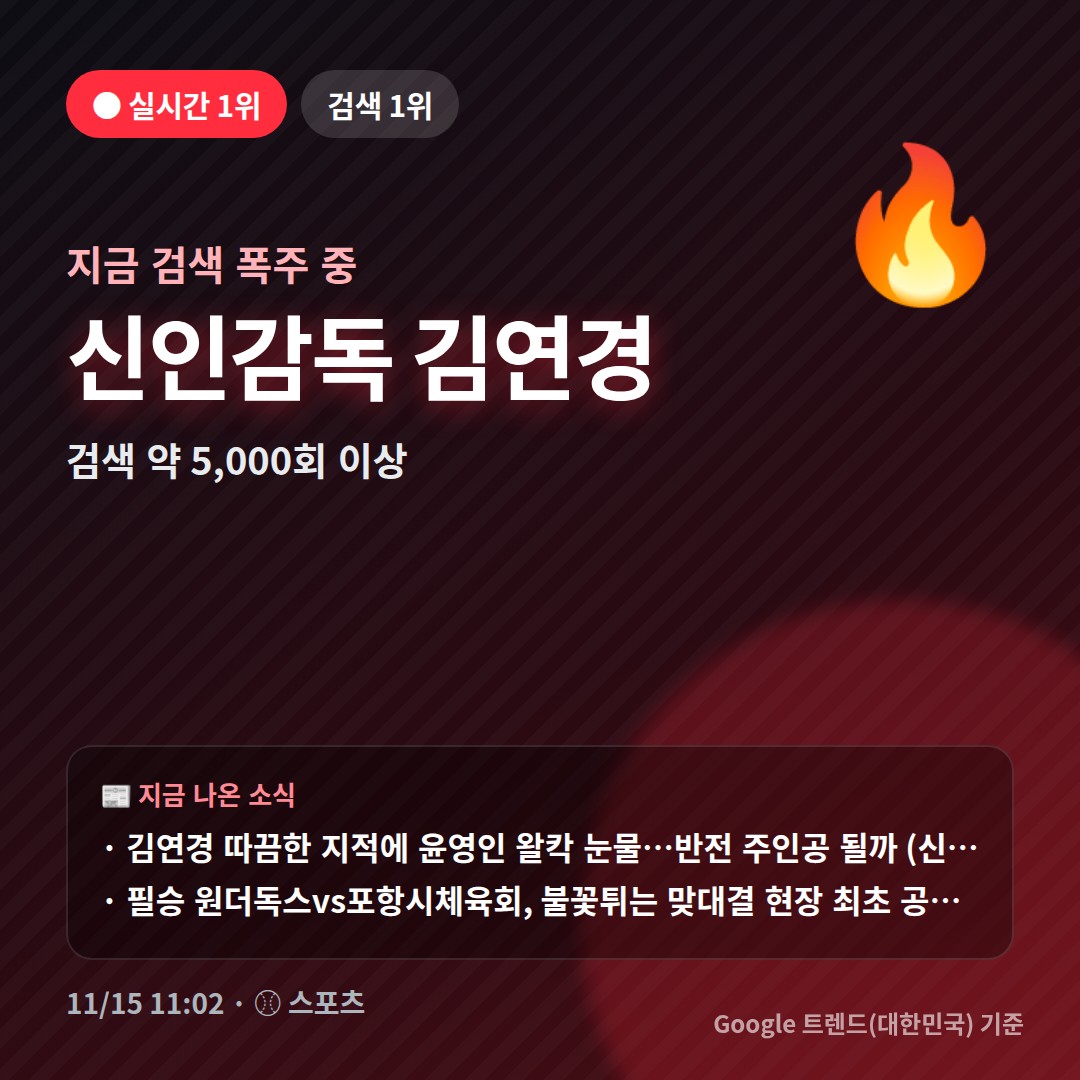 실시간 1위
검색 1위
지금 검색 폭주 중
신인감독 김연경
검색 약 5,000회 이상
지금 나온 소식
· 김연경 따끔한 지적에 윤영인 왈칵 눈물…반전 주인공 될까 (신…
· 필승 원더독스vs포항시체육회, 불꽃튀는 맞대결 현장 최초 공…
11/15 11:02 · ⚾ 스포츠
Google 트렌드(대한민국) 기준